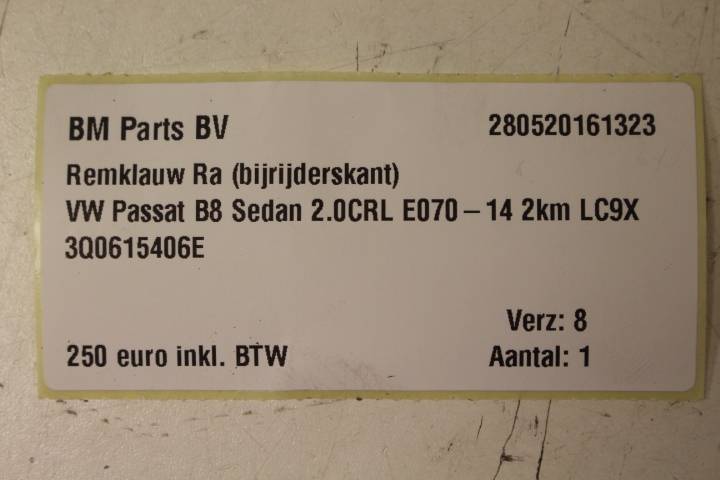 BM Parts BV 280520161323
Remklauw Ra (bijrijderskant)
VW Passat B8 Sedan 2.0CRL E070 – 14 2km LC9X
3Q0615406E
Verz: 8
250 euro inkl. BTW Aantal: 1